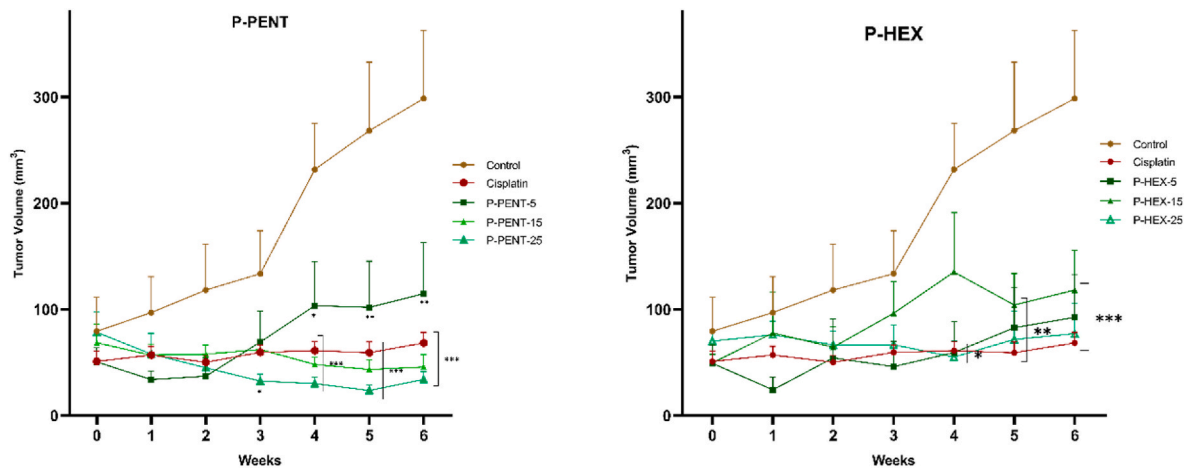 P-PENT
Tumor Volume (mm³)
300
200
100
0
0 1 2 3 4 5 6
Weeks
Control
Cisplatin
P-PENT-5
P-PENT-15
P-PENT-25
*
*
**
**
***
***
***
P-HEX
Tumor Volume (mm³)
300
200
100
0
0 1 2 3 4 5 6
Weeks
Control
Cisplatin
P-HEX-5
P-HEX-15
P-HEX-25
*
**
***